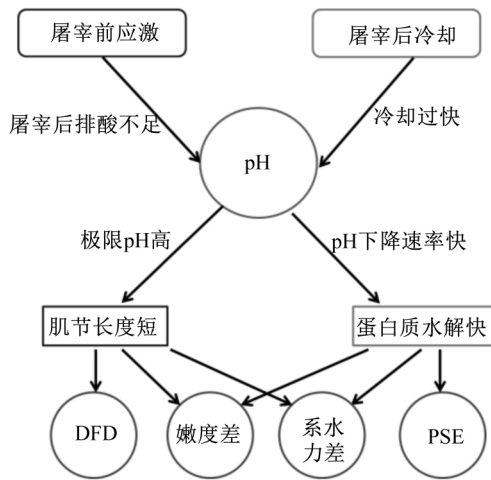 屠宰前应激
屠宰后冷却
屠宰后排酸不足
冷却过快
pH
极限pH高
pH下降速率快
肌节长度短
蛋白质水解快
DFD
嫩度差
系水
力差
PSE